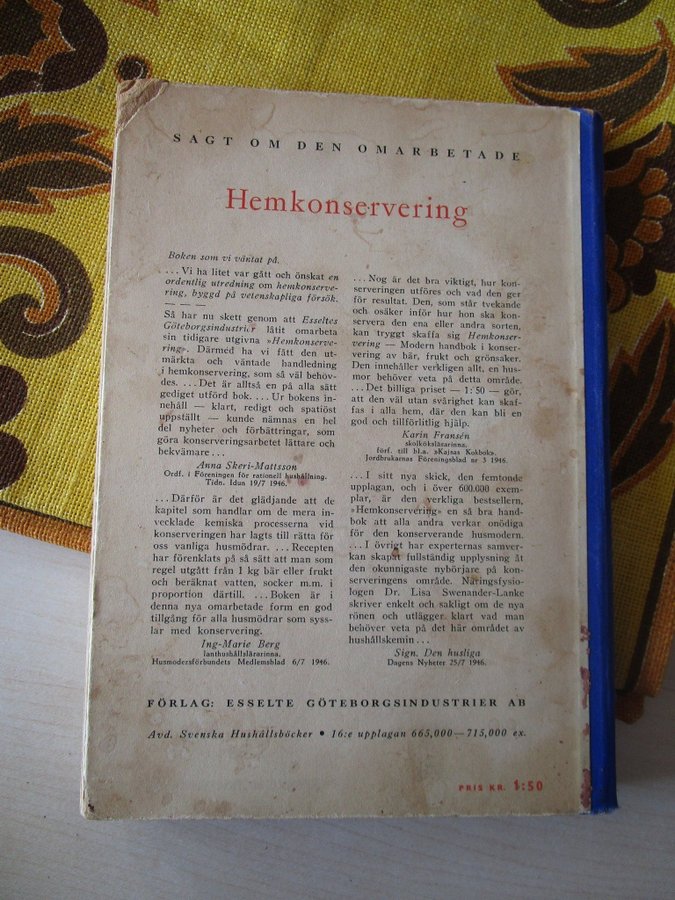 SAGT OM DEN OMARBETADE
Hemkonservering
Boken som vi väntat på.
... Vi ha litet var gått och önskat en
ordentlig utredning om hemkonserve-
ring, byggd på vetenskapliga försök.
— — —
Så har nu skett genom att Esseltes
Göteborgsindustrier låtit omarbeta
sin tidigare utgivna »Hemkonserve-
ring». Därmed ha vi fått den ut-
märkta och väntade handledning
i hemkonservering, som så väl behöv-
des. ... Det är alltså en på alla sätt
gediget utförd bok. ... Ur bokens in-
nehåll — klart, redigt och spatiöst
uppställt — kunde nämnas en hel
del nyheter och förbättringar, som
göra konserveringsarbetet lättare och
bekvämare ...
Anna Skeri-Mattsson
Ordf. i Föreningen för rationell hushållning.
Tidn. Idun 19/7 1946.
... Därför är det glädjande att de
kapitel som handlar om de mera in-
vecklade kemiska processerna vid
konserveringen har lagts till rätta för
oss vanliga husmödrar. ... Recepten
har förenklats på så sätt att man som
regel utgått från 1 kg bär eller frukt
och beräknat vatten, socker m.m. i
proportion därtill. ... Boken är i
denna nya omarbetade form en god
tillgång för alla husmödrar som syss-
lar med konservering.
Ing-Marie Berg
lanthushållslärarinna.
Husmodersförbundets Medlemsblad 6/7 1946.
... Nog är det bra viktigt, hur kon-
serveringen utföres och vad den ger
för resultat. Den, som står tvekande
och osäker inför hur hon ska kon-
servera den ena eller andra sorten,
kan tryggt skaffa sig Hemkonser-
vering — Modern handbok i konser-
vering av bär, frukt och grönsaker.
Den innehåller verkligen allt, en hus-
mor behöver veta på detta område.
... Det billiga priset — 1:50 — gör,
att den väl utan svårighet kan skaf-
fas i alla hem, där den kan bli en
god och tillförlitlig hjälp.
Karin Fransén
skolkökslärarinna.
förf. till bl.a. »Kajsas Kokbok».
Jordbrukarnas Föreningsblad nr 3 1946.
... I sitt nya skick, den femtonde
upplagan, och i över 600.000 exem-
plar, är den verkliga bestsellern,
»Hemkonservering» en så bra hand-
bok att alla andra verkar onödiga
för den konserverande husmodern.
... I övrigt har experternas samver-
kan skapat fullständig upplysning åt
den okunnigaste nybörjare på kon-
serveringens område. Näringsfysio-
logen Dr. Lisa Swenander-Lanke
skriver enkelt och sakligt om de nya
rönen och utlägger klart vad man
behöver veta på det här området av
hushållskemin ...
Sign. Den husliga
Dagens Nyheter 25/7 1946.
FÖRLAG: ESSELTE GÖTEBORGSINDUSTRIER AB
Avd. Svenska Hushållsböcker • 16:e upplagan 665,000—715,000 ex.
PRIS KR. 1:50